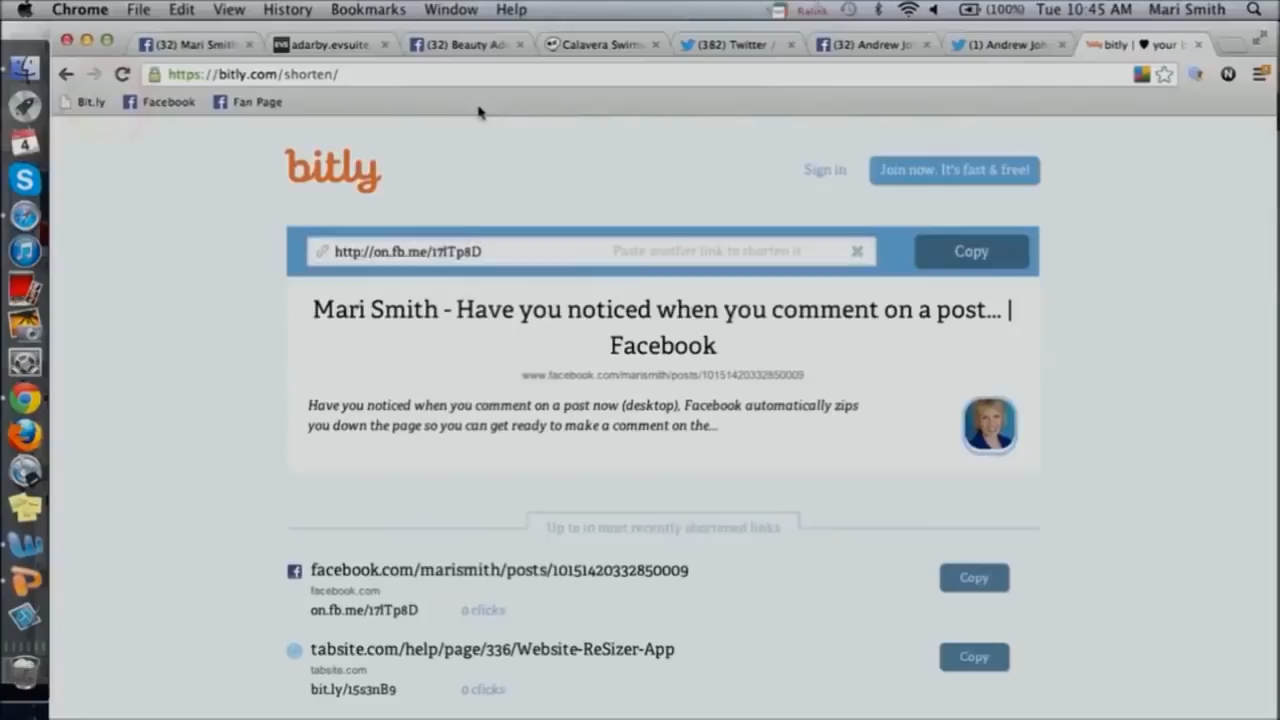 Chrome File Edit View History Bookmarks Window Help Ralink (100%) Tue 10:45 AM Mari Smith
(32) Mari Smith adarby.evsuite. (32) Beauty Ad Calavera Swim (382) Twitter / (32) Andrew Jo (1) Andrew Joh bitly | ♥ your
https://bitly.com/shorten/
Bit.ly Facebook Fan Page
4
bitly
Sign in Join now. It's fast & free!
http://on.fb.me/17lTp8D Paste another link to shorten it Copy
Mari Smith - Have you noticed when you comment on a post... |
Facebook
www.facebook.com/marismith/posts/10151420332850009
Have you noticed when you comment on a post now (desktop), Facebook automatically zips
you down the page so you can get ready to make a comment on the...
Up to 10 most recently shortened links
facebook.com/marismith/posts/10151420332850009 Copy
facebook.com
on.fb.me/17lTp8D 0 clicks
tabsite.com/help/page/336/Website-ReSizer-App Copy
tabsite.com
bit.ly/15s3nB9 0 clicks